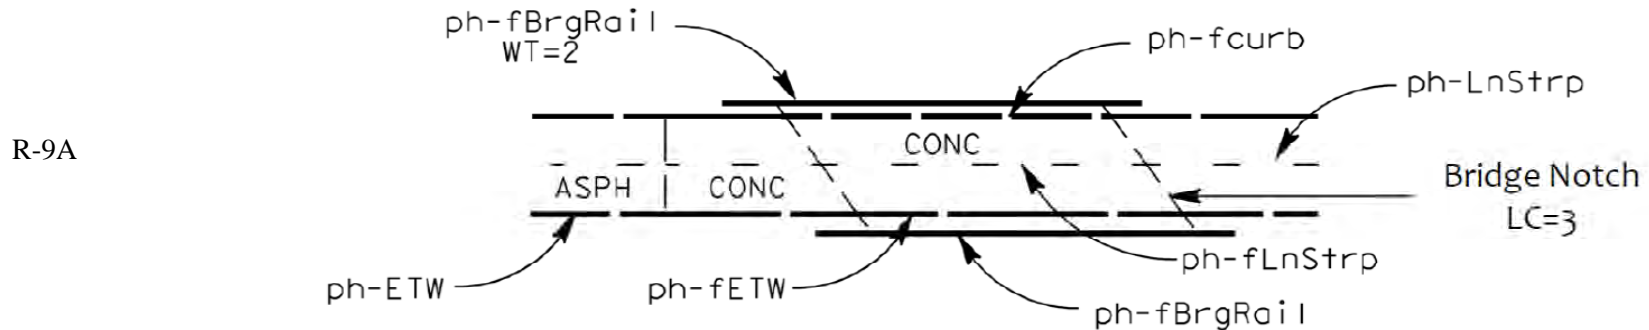 ph-fBrgRail
WT=2
ph-fcurb
ph-LnStrp
R-9A
CONC
ASPH
CONC
Bridge Notch
LC=3
ph-fLnStrp
ph-ETW
ph-fETW
ph-fBrgRail